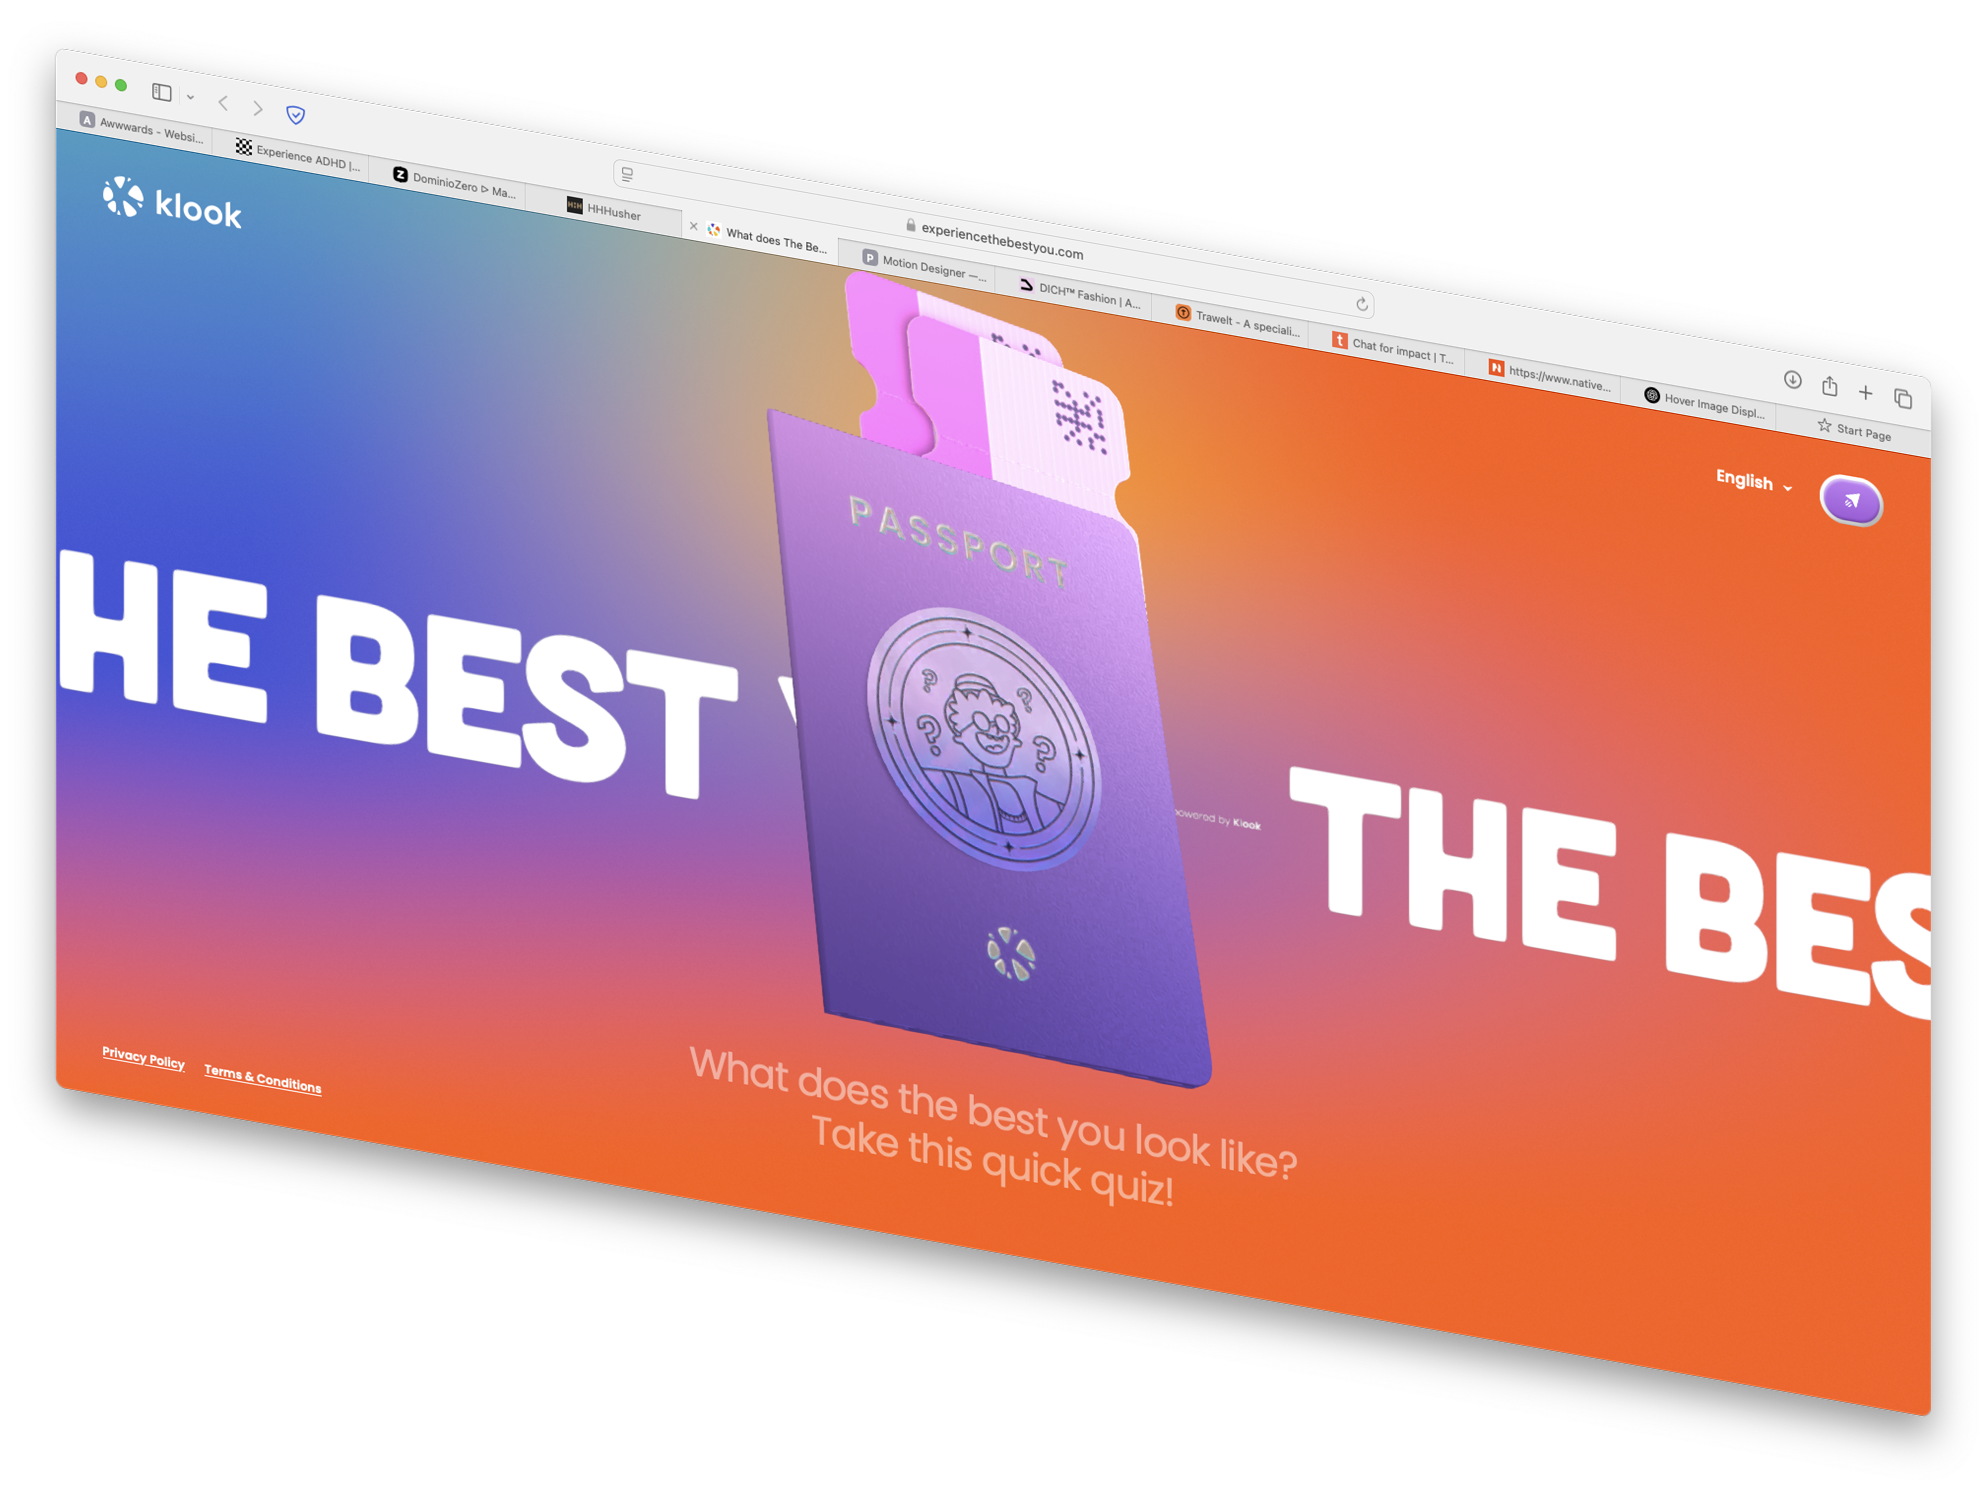 Awwwards - Websi...
Experience ADHD |...
DominioZero ⊳ Ma...
HHHusher
What does The Be...
Motion Designer —...
DICH™ Fashion | A...
Trawelt - A speciali...
Chat for impact | T...
https://www.native...
Hover Image Displ...
Start Page
experiencethebestyou.com
klook
English
PASSPORT
HE BEST
THE BES
powered by Klook
What does the best you look like?
Take this quick quiz!
Privacy Policy
Terms & Conditions